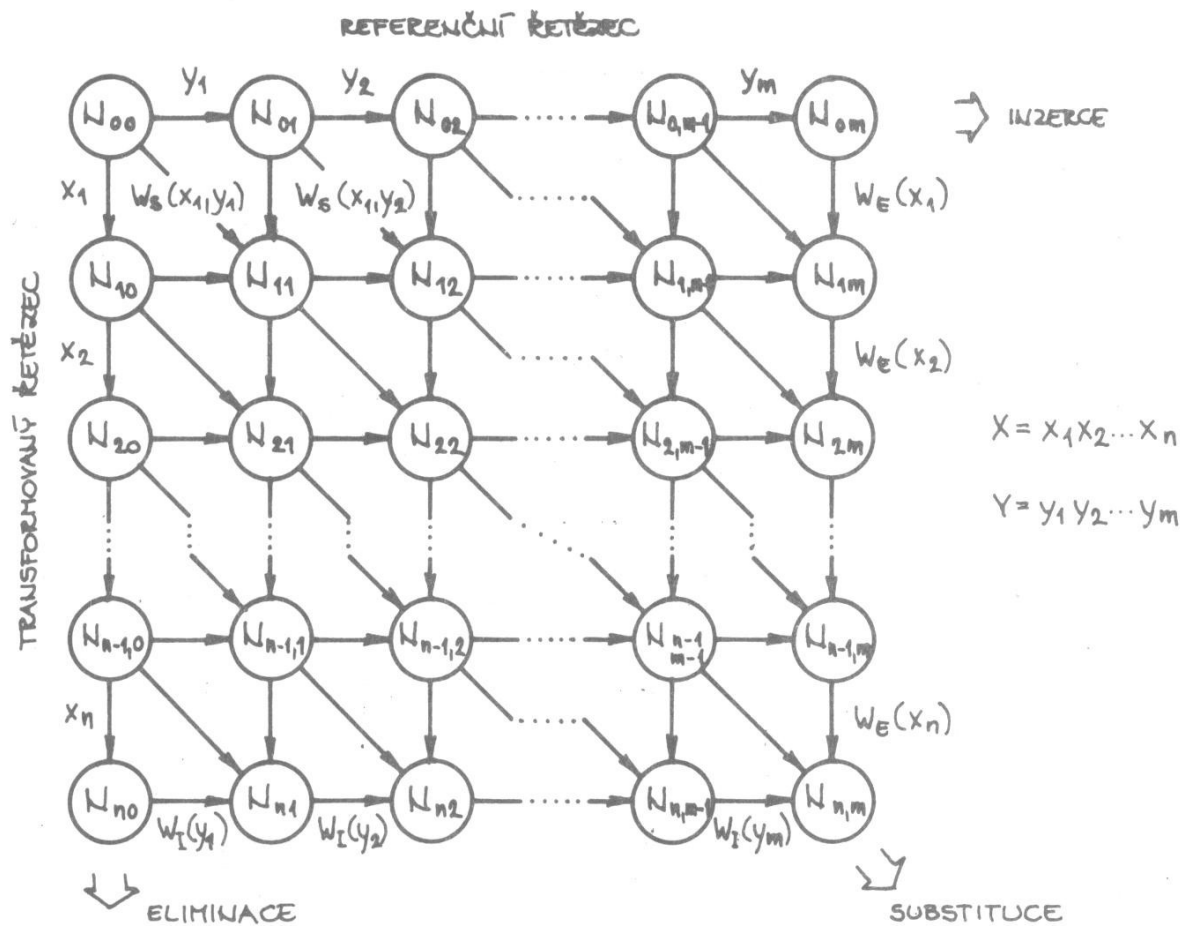 REFERENČNÍ ŘETĚZEC
y1 y2 ym
N00 N01 N02 ..... N0,m-1 N0m INZERCE
x1 WS(x1,y1) WS(x1,y2) ..... WE(x1)
N10 N11 N12 ..... N1,m-1 N1m
TRANSFORMOVANÝ ŘETĚZEC
x2 ..... WE(x2)
N20 N21 N22 ..... N2,m-1 N2m
X = x1x2...xn
Y = y1y2...ym
Nn-1,0 Nn-1,1 Nn-1,2 ..... Nn-1 m-1 Nn-1,m
xn ..... WE(xn)
Nn0 Nn1 Nn2 ..... Nn,m-1 Nn,m
WI(y1) WI(y2) WI(ym)
ELIMINACE SUBSTITUCE